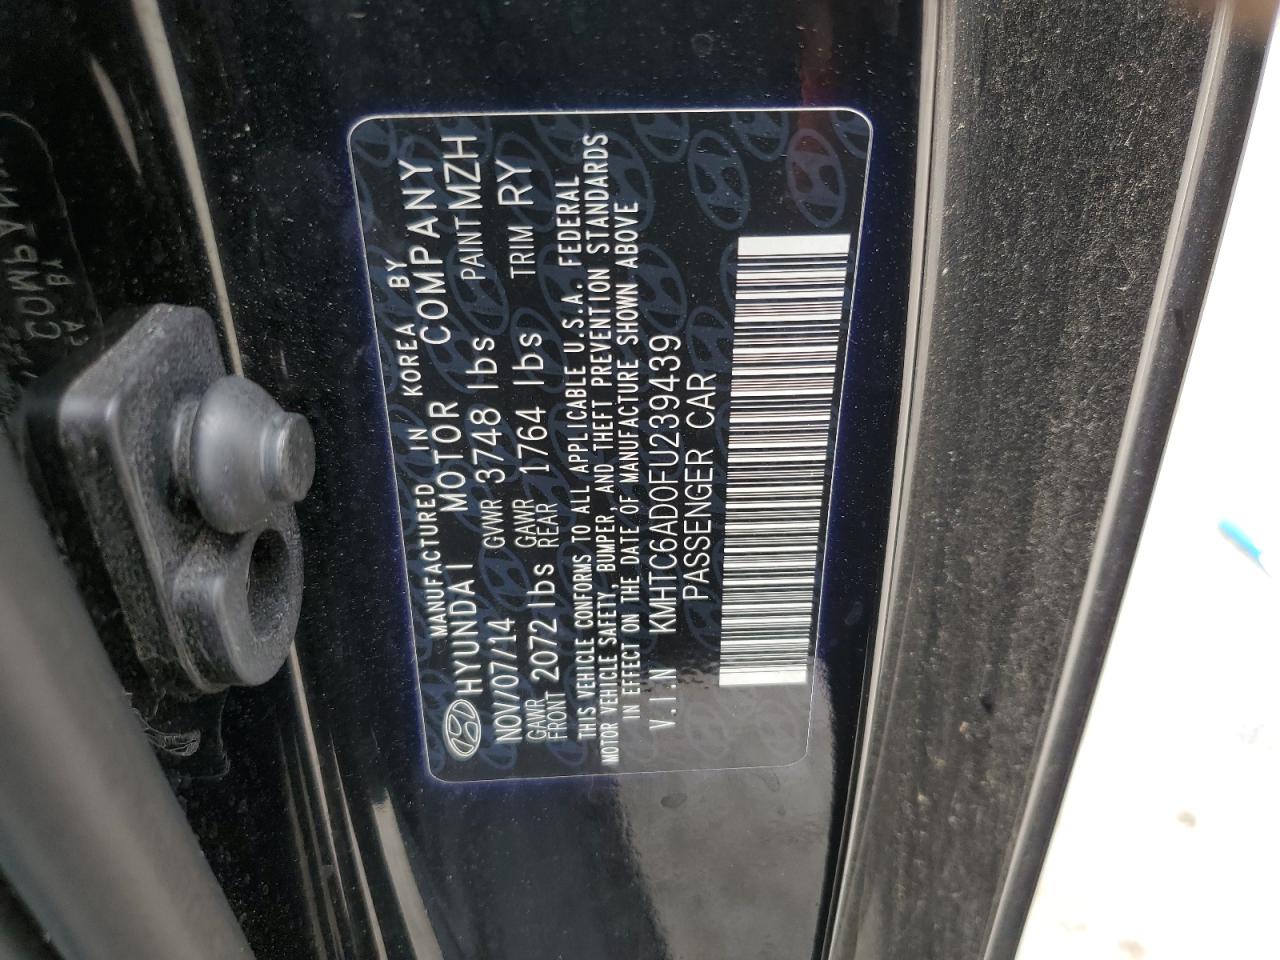 MANUFACTURED IN KOREA BY
HYUNDAI MOTOR COMPANY
NOV/07/14 GVWR 3748 lbs PAINT MZH
GAWR FRONT 2072 lbs GAWR REAR 1764 lbs TRIM RY
THIS VEHICLE CONFORMS TO ALL APPLICABLE U.S.A. FEDERAL
MOTOR VEHICLE SAFETY, BUMPER, AND THEFT PREVENTION STANDARDS
IN EFFECT ON THE DATE OF MANUFACTURE SHOWN ABOVE
V.I.N KMHTC6AD0FU239439
PASSENGER CAR